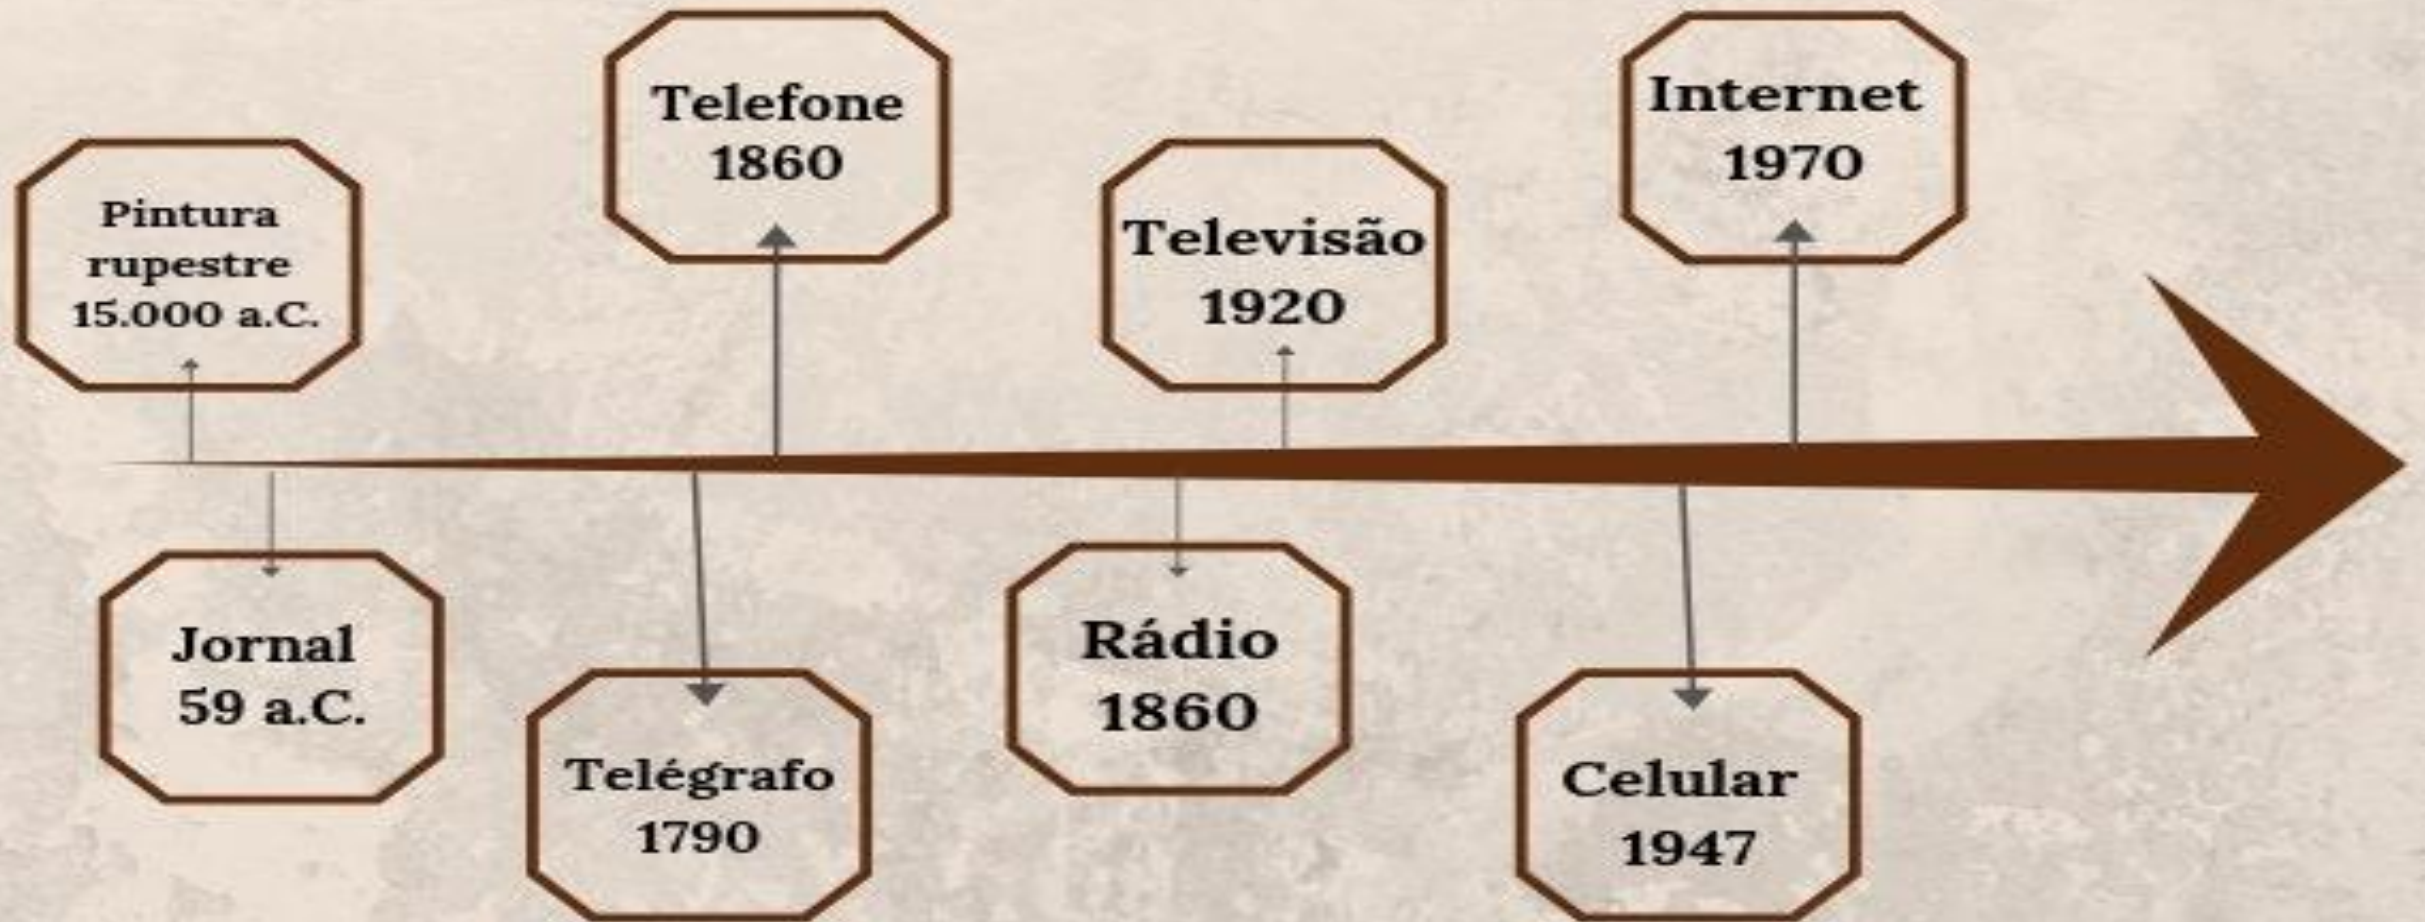 Pintura
rupestre
15.000 a.C.
Jornal
59 a.C.
Telégrafo
1790
Telefone
1860
Rádio
1860
Televisão
1920
Celular
1947
Internet
1970